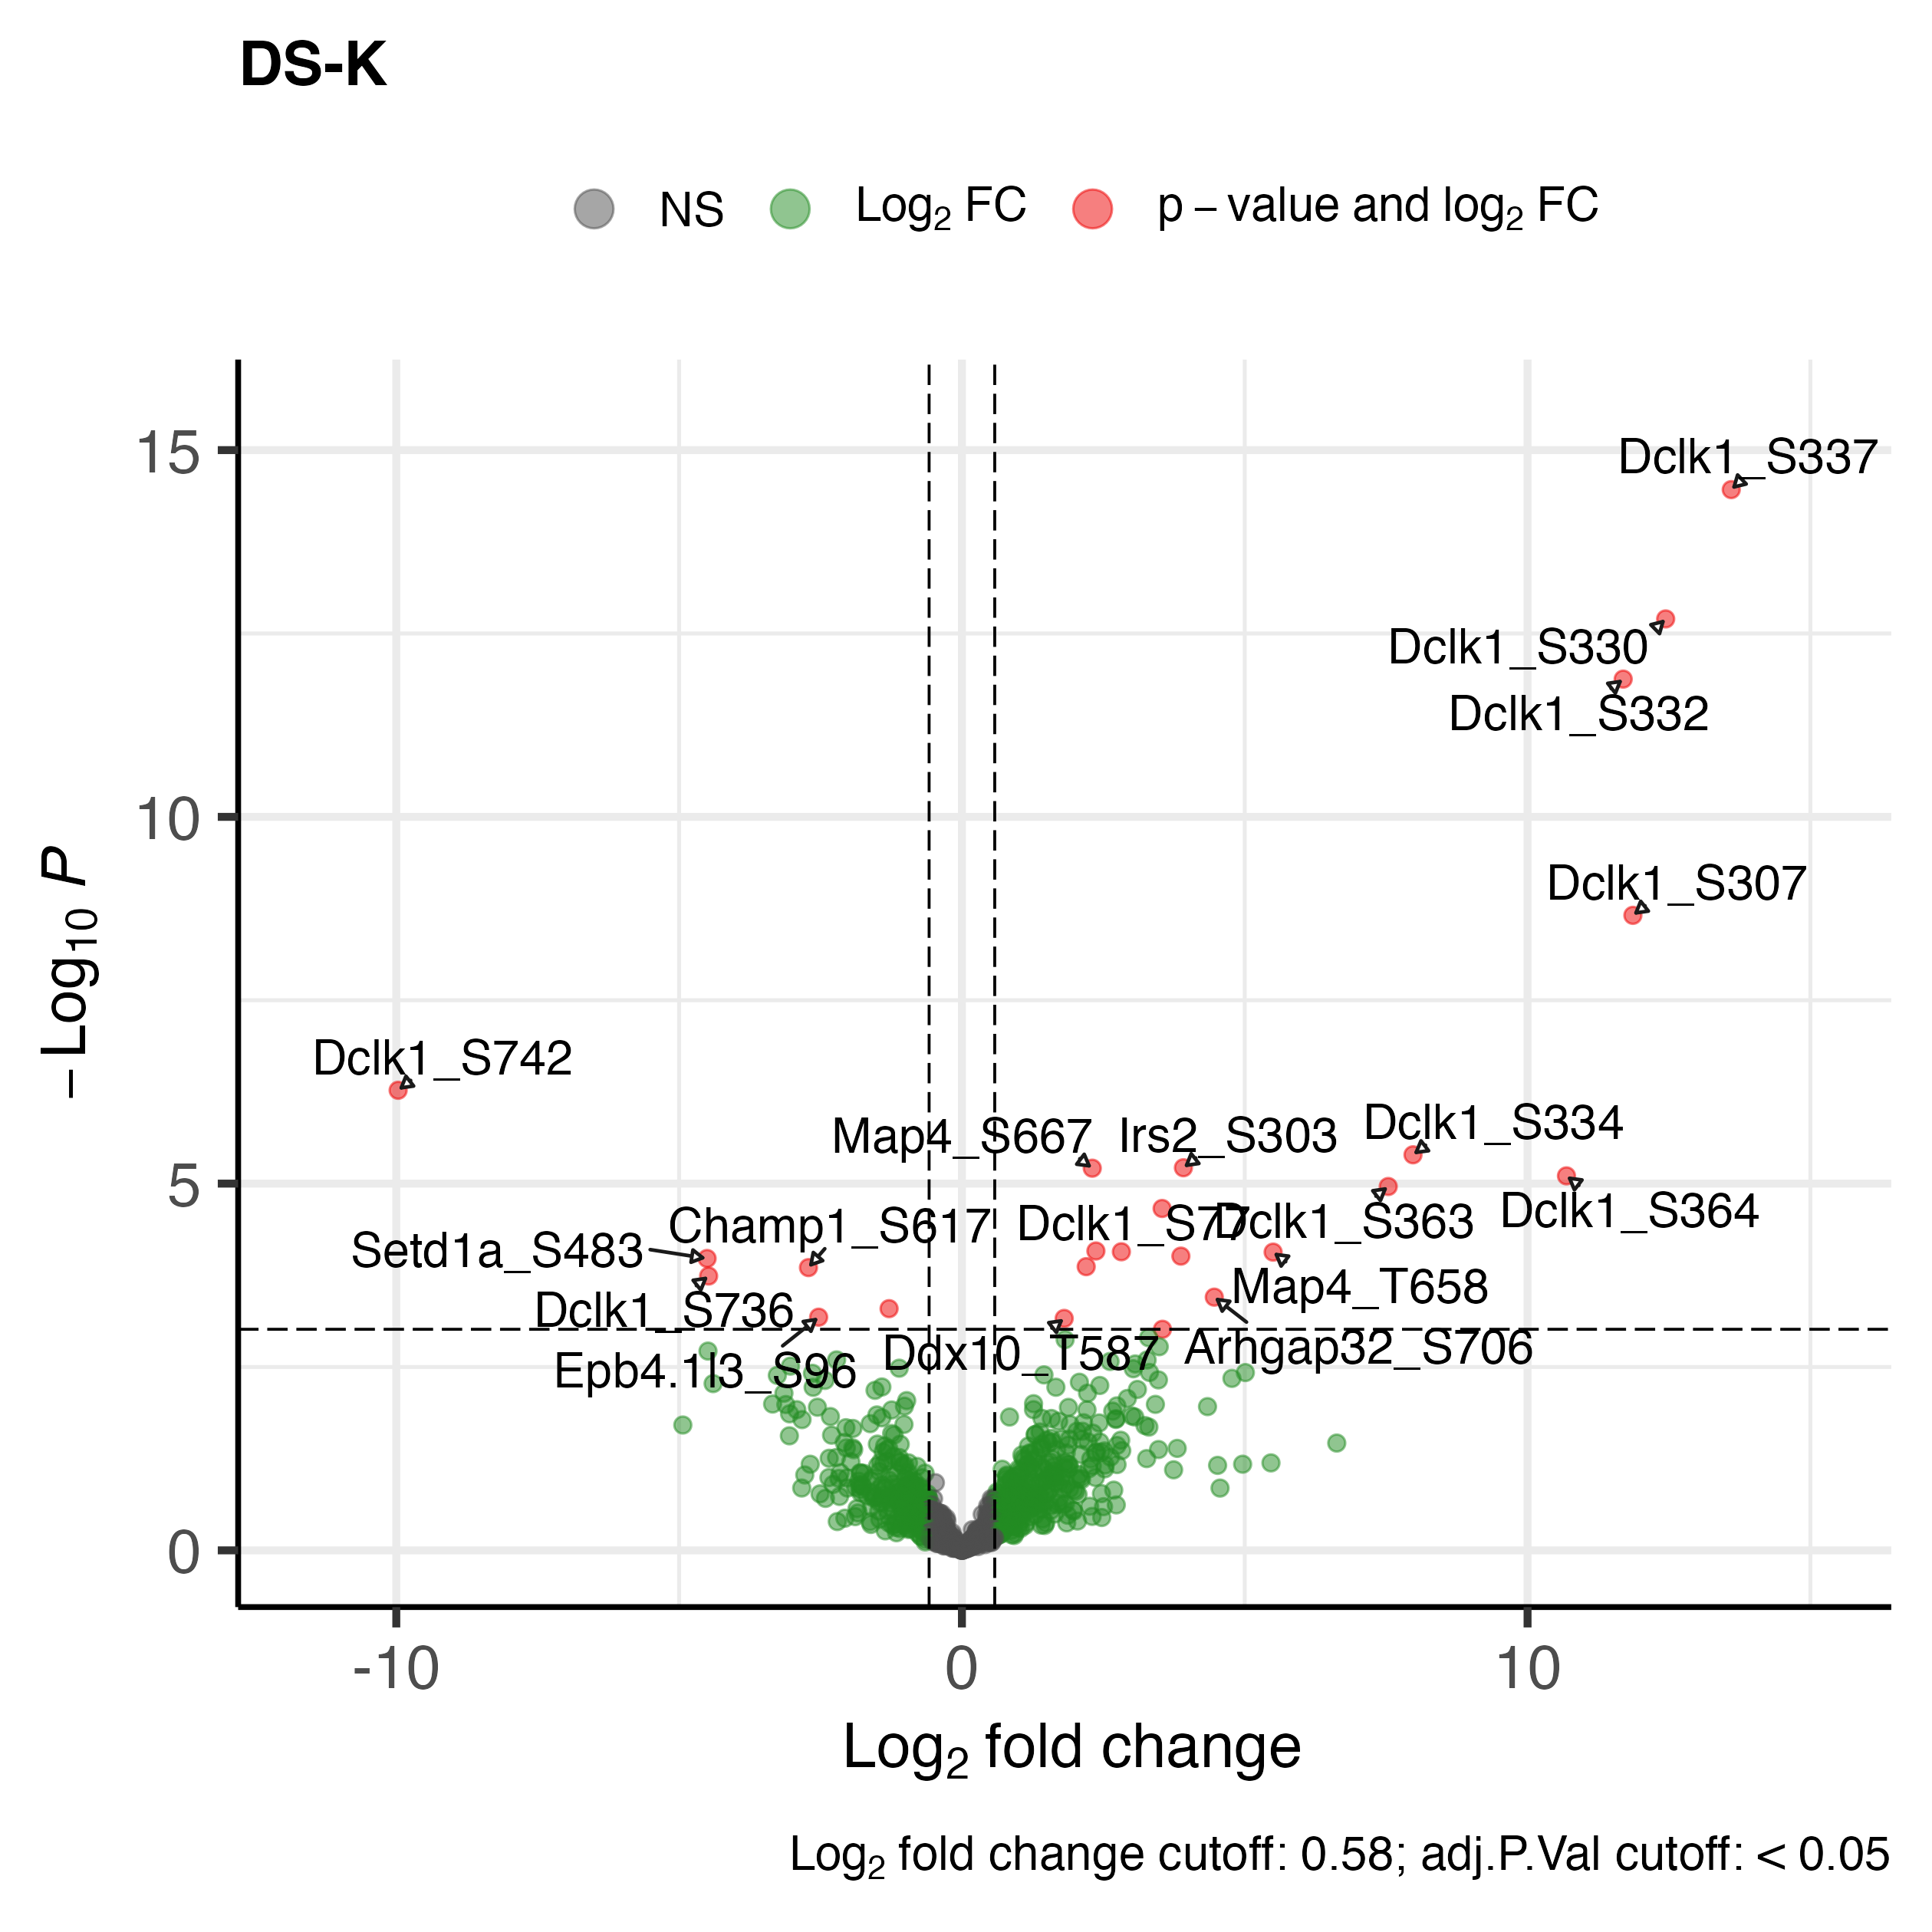 DS-K
NS Log2 FC p – value and log2 FC
15
10
5
0
– Log10 P
Dclk1_S337
Dclk1_S330
Dclk1_S332
Dclk1_S307
Dclk1_S742
Map4_S667 Irs2_S303 Dclk1_S334
Dclk1_S364
Champ1_S617 Dclk1_S77 Dclk1_S363
Setd1a_S483
Map4_T658
Dclk1_S736
Ddx10_T587 Arhgap32_S706
Epb4.1l3_S96
-10 0 10
Log2 fold change
Log2 fold change cutoff: 0.58; adj.P.Val cutoff: < 0.05